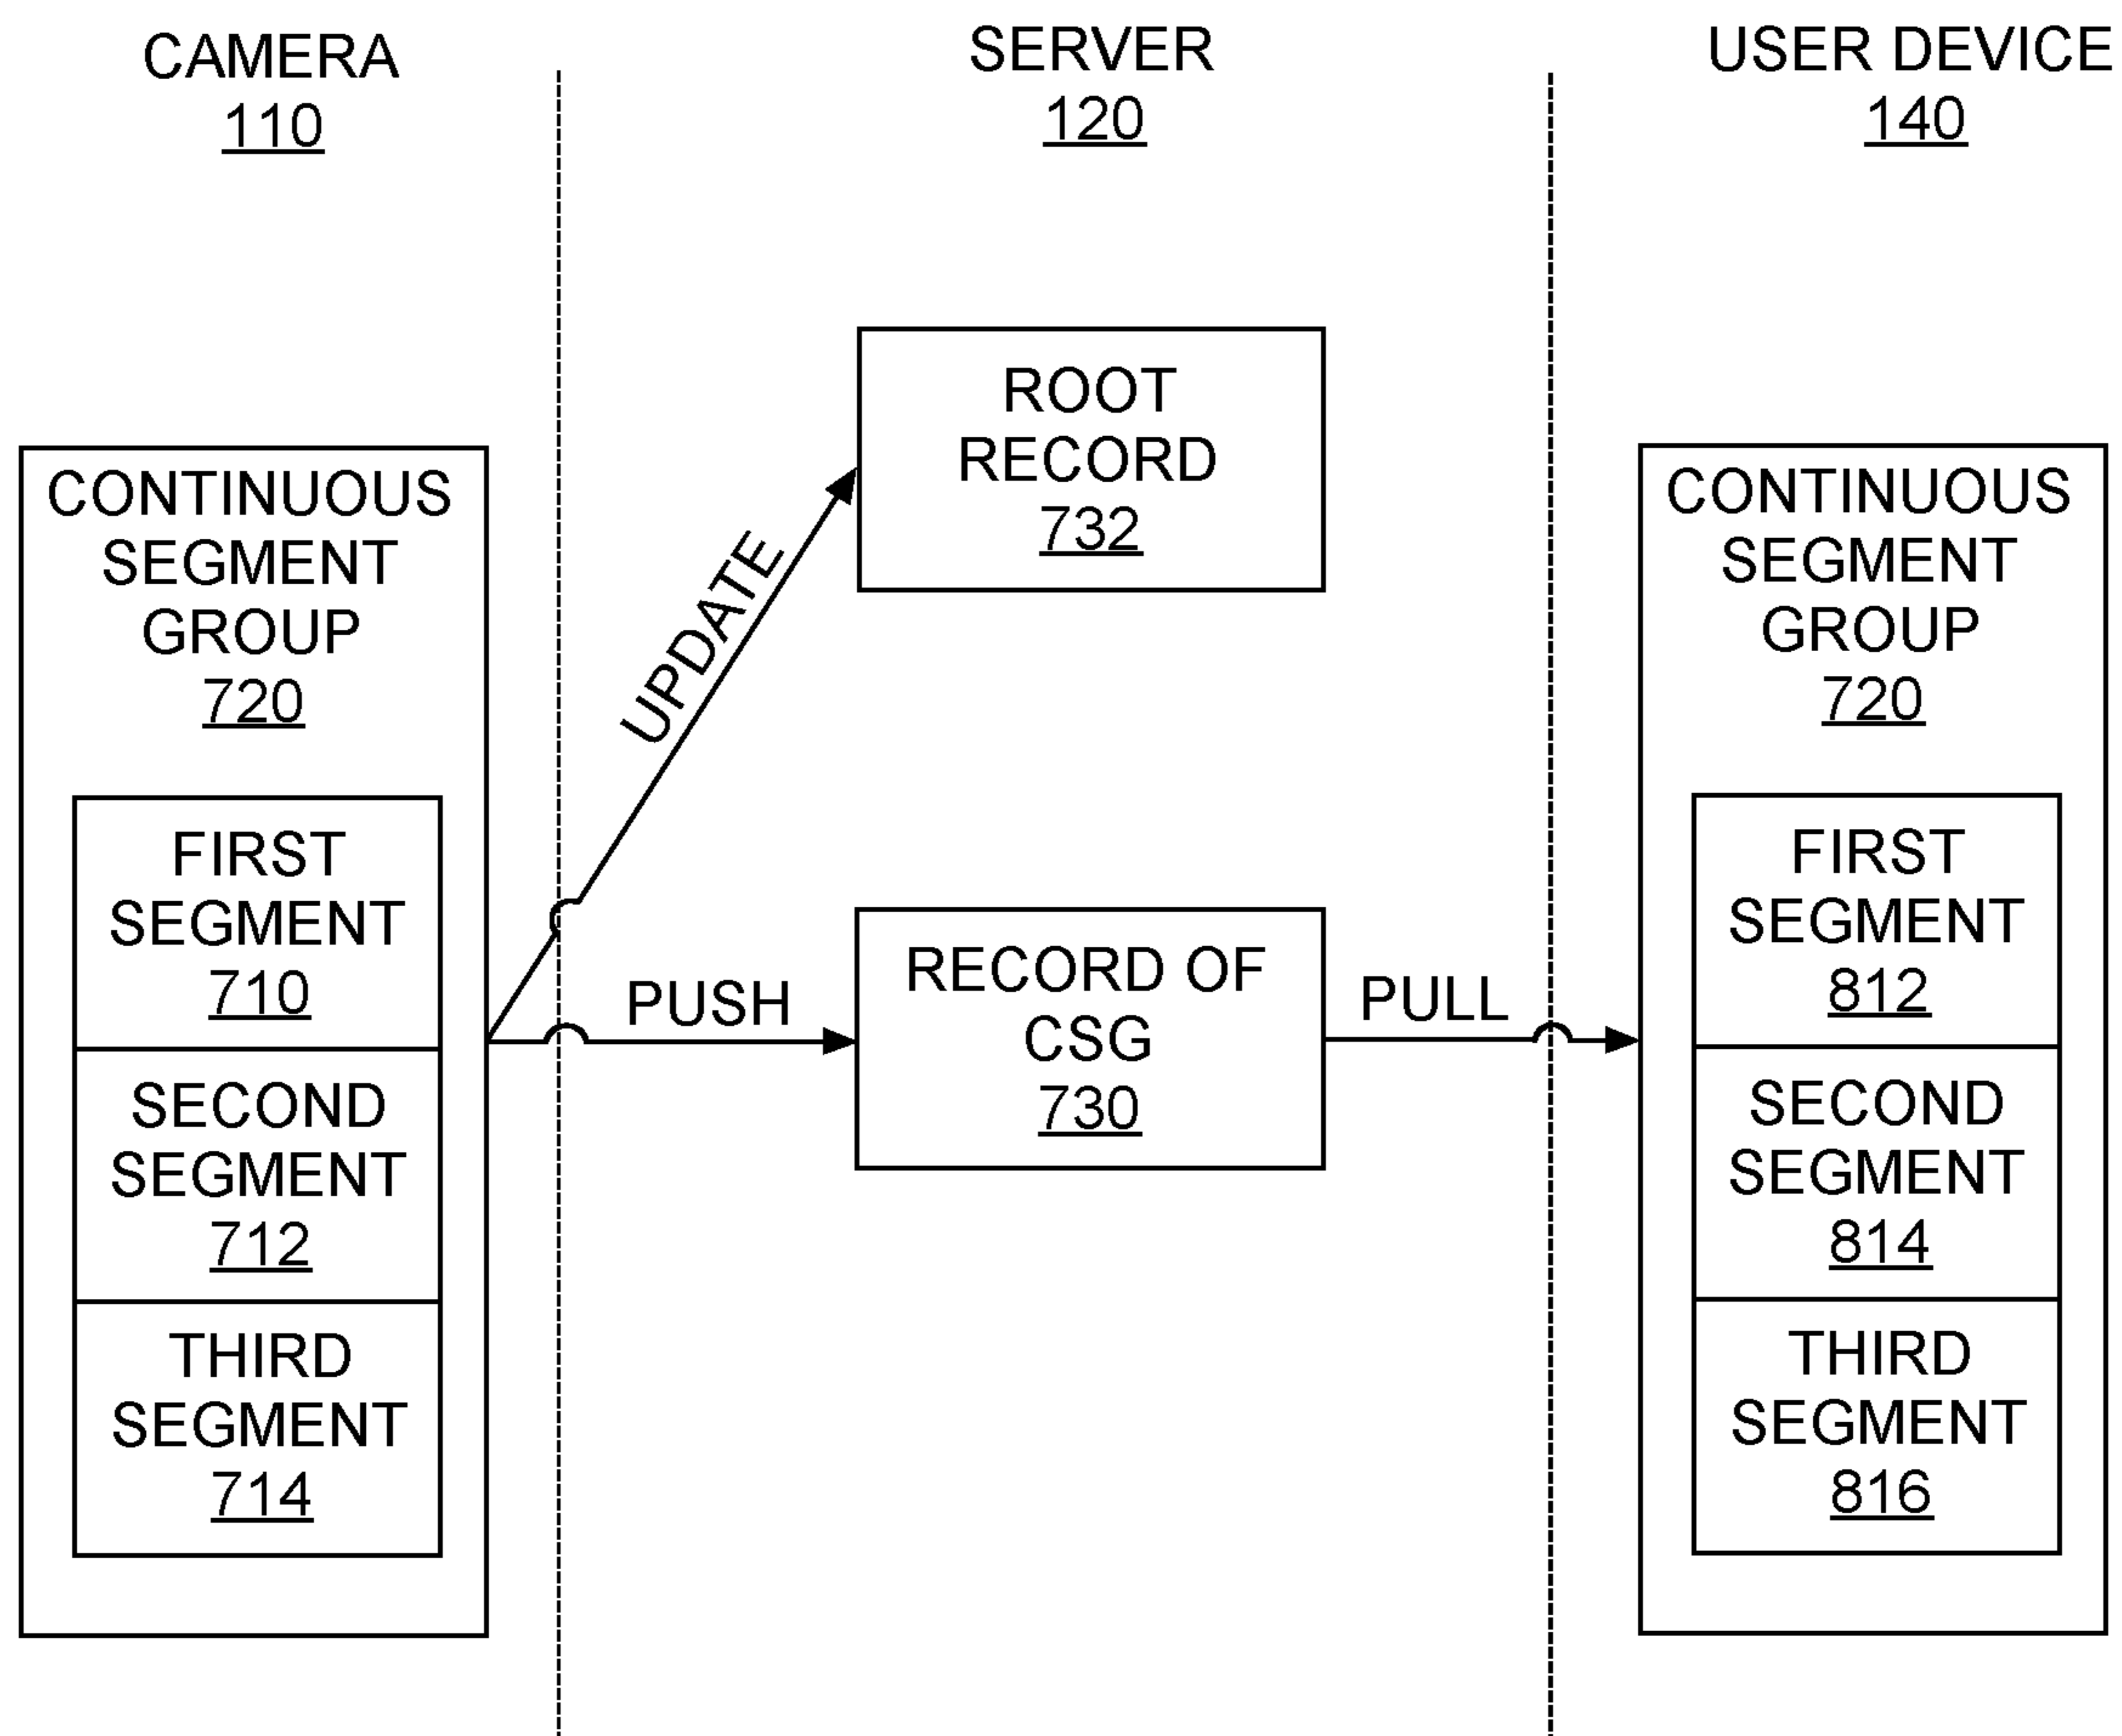 CAMERA
110
SERVER
120
USER DEVICE
140
CONTINUOUS
SEGMENT
GROUP
720
FIRST
SEGMENT
710
SECOND
SEGMENT
712
THIRD
SEGMENT
714
UPDATE
PUSH
ROOT
RECORD
732
RECORD OF
CSG
730
PULL
CONTINUOUS
SEGMENT
GROUP
720
FIRST
SEGMENT
812
SECOND
SEGMENT
814
THIRD
SEGMENT
816